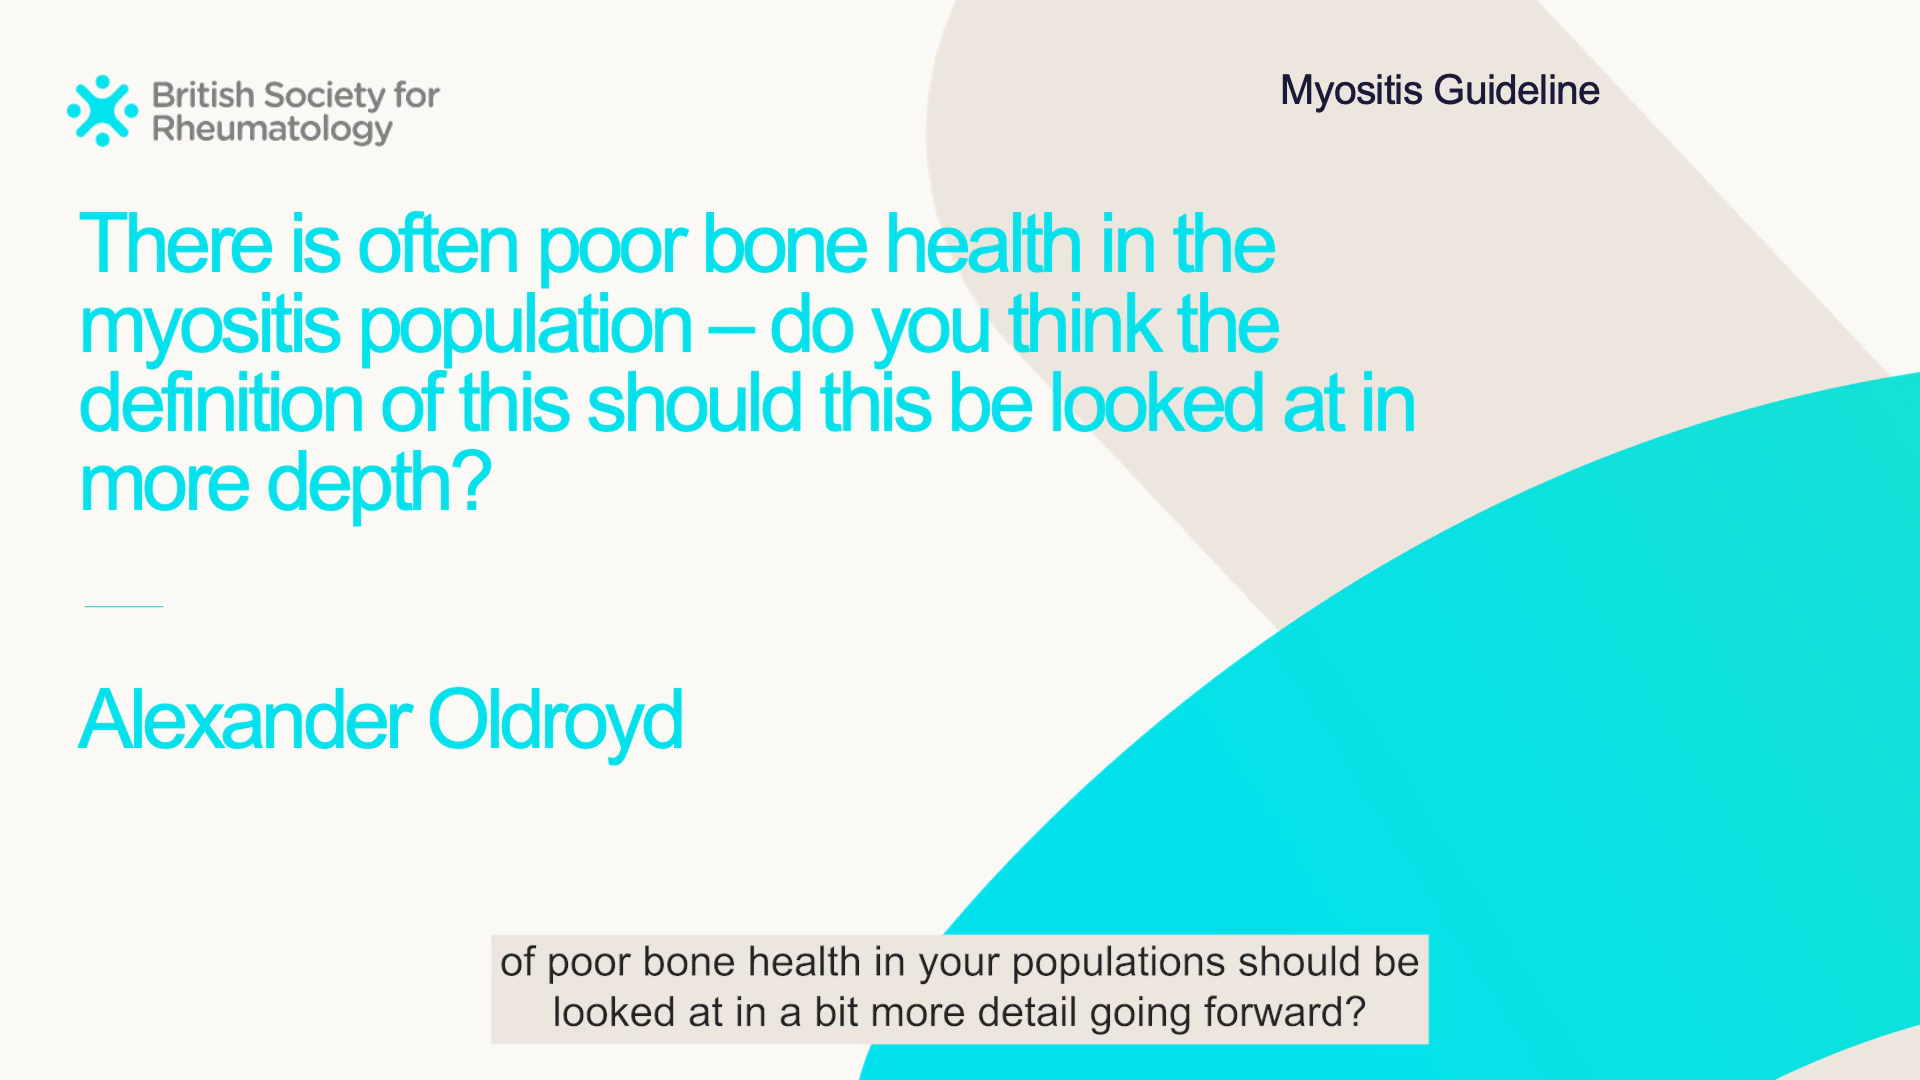 British Society for
Rheumatology
Myositis Guideline
There is often poor bone health in the
myositis population – do you think the
definition of this should this be looked at in
more depth?
Alexander Oldroyd
of poor bone health in your populations should be
looked at in a bit more detail going forward?